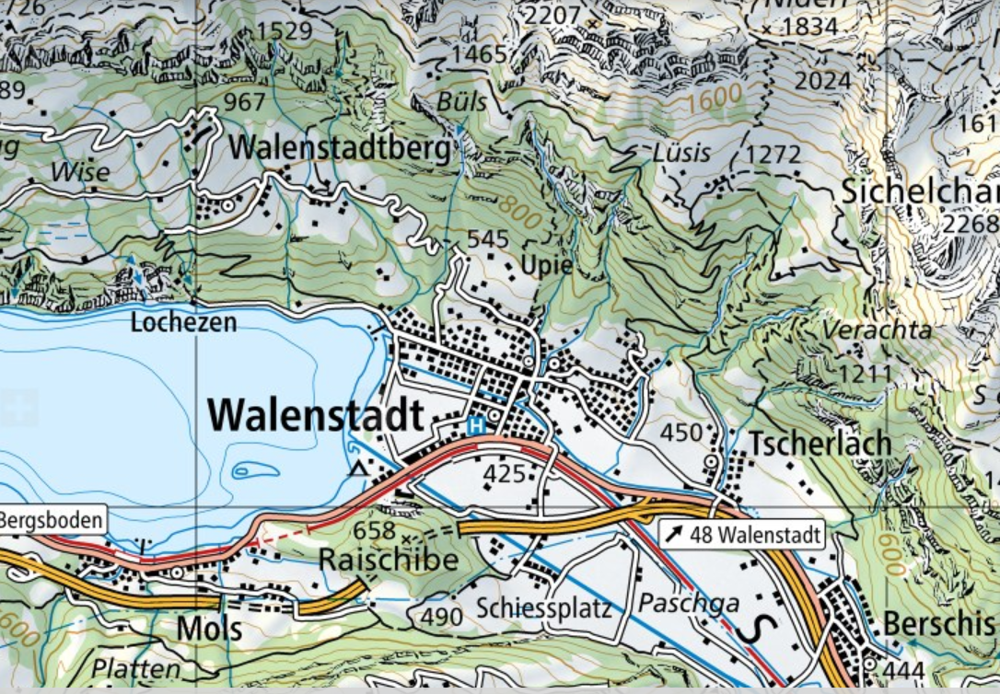 726
1529
2207
1834
1465
2024
1600
89
967
Büls
Walenstadtberg
Lüsis
1272
Wise
Sichelchar
2268
800
545
Upie
Lochezen
Verachta
1211
Walenstadt
H
450
Tscherlach
425
Bergsboden
658
48 Walenstadt
Raischibe
600
490
Schiessplatz
Paschga
S
Mols
Berschis
600
Platten
444